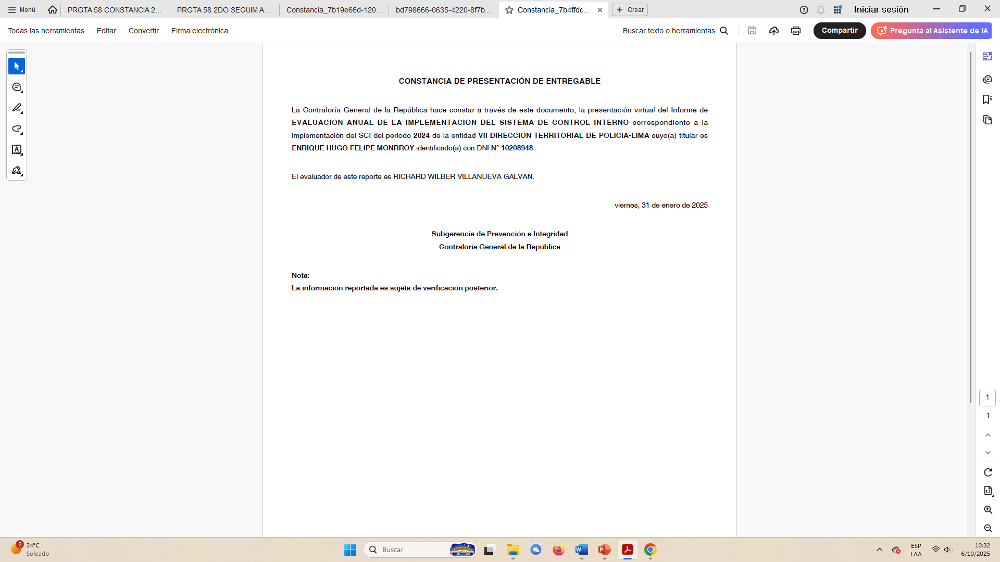 Menú
PRGTA 58 CONSTANCIA 2...
PRGTA 58 2DO SEGUIM A...
Constancia_7b19e66d-120...
bd798666-0635-4220-8f7b...
Constancia_7b4ffdc...
Crear
Iniciar sesión
Todas las herramientas
Editar
Convertir
Firma electrónica
Buscar texto o herramientas
Compartir
Pregunta al Asistente de IA
CONSTANCIA DE PRESENTACIÓN DE ENTREGABLE
La Contraloría General de la República hace constar a través de este documento, la presentación virtual del Informe de
EVALUACIÓN ANUAL DE LA IMPLEMENTACIÓN DEL SISTEMA DE CONTROL INTERNO correspondiente a la
implementación del SCI del periodo 2024 de la entidad VII DIRECCIÓN TERRITORIAL DE POLICIA-LIMA cuyo(a) titular es
ENRIQUE HUGO FELIPE MONRROY identificado(a) con DNI N° 10208948
El evaluador de este reporte es RICHARD WILBER VILLANUEVA GALVAN.
viernes, 31 de enero de 2025
Subgerencia de Prevención e Integridad
Contraloría General de la República
Nota:
La información reportada es sujeta de verificación posterior.
1
1
2
24°C
Soleado
Buscar
ESP
LAA
10:32
6/10/2025